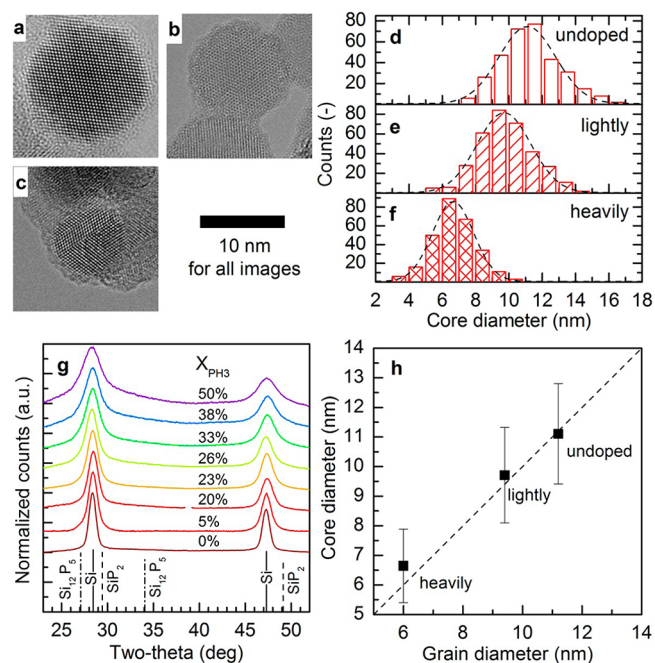 a
b
c
10 nm
for all images
d
undoped
e
lightly
f
heavily
80
60
40
20
80
60
40
20
80
60
40
20
0
Counts (-)
2 4 6 8 10 12 14 16 18
Core diameter (nm)
g
X_PH3
50%
38%
33%
26%
23%
20%
5%
0%
Si12P5
Si
SiP2
Si12P5
Si
SiP2
Normalized counts (a.u.)
25 30 35 40 45 50
Two-theta (deg)
h
14
13
12
11
10
9
8
7
6
5
Core diameter (nm)
undoped
lightly
heavily
6 8 10 12 14
Grain diameter (nm)